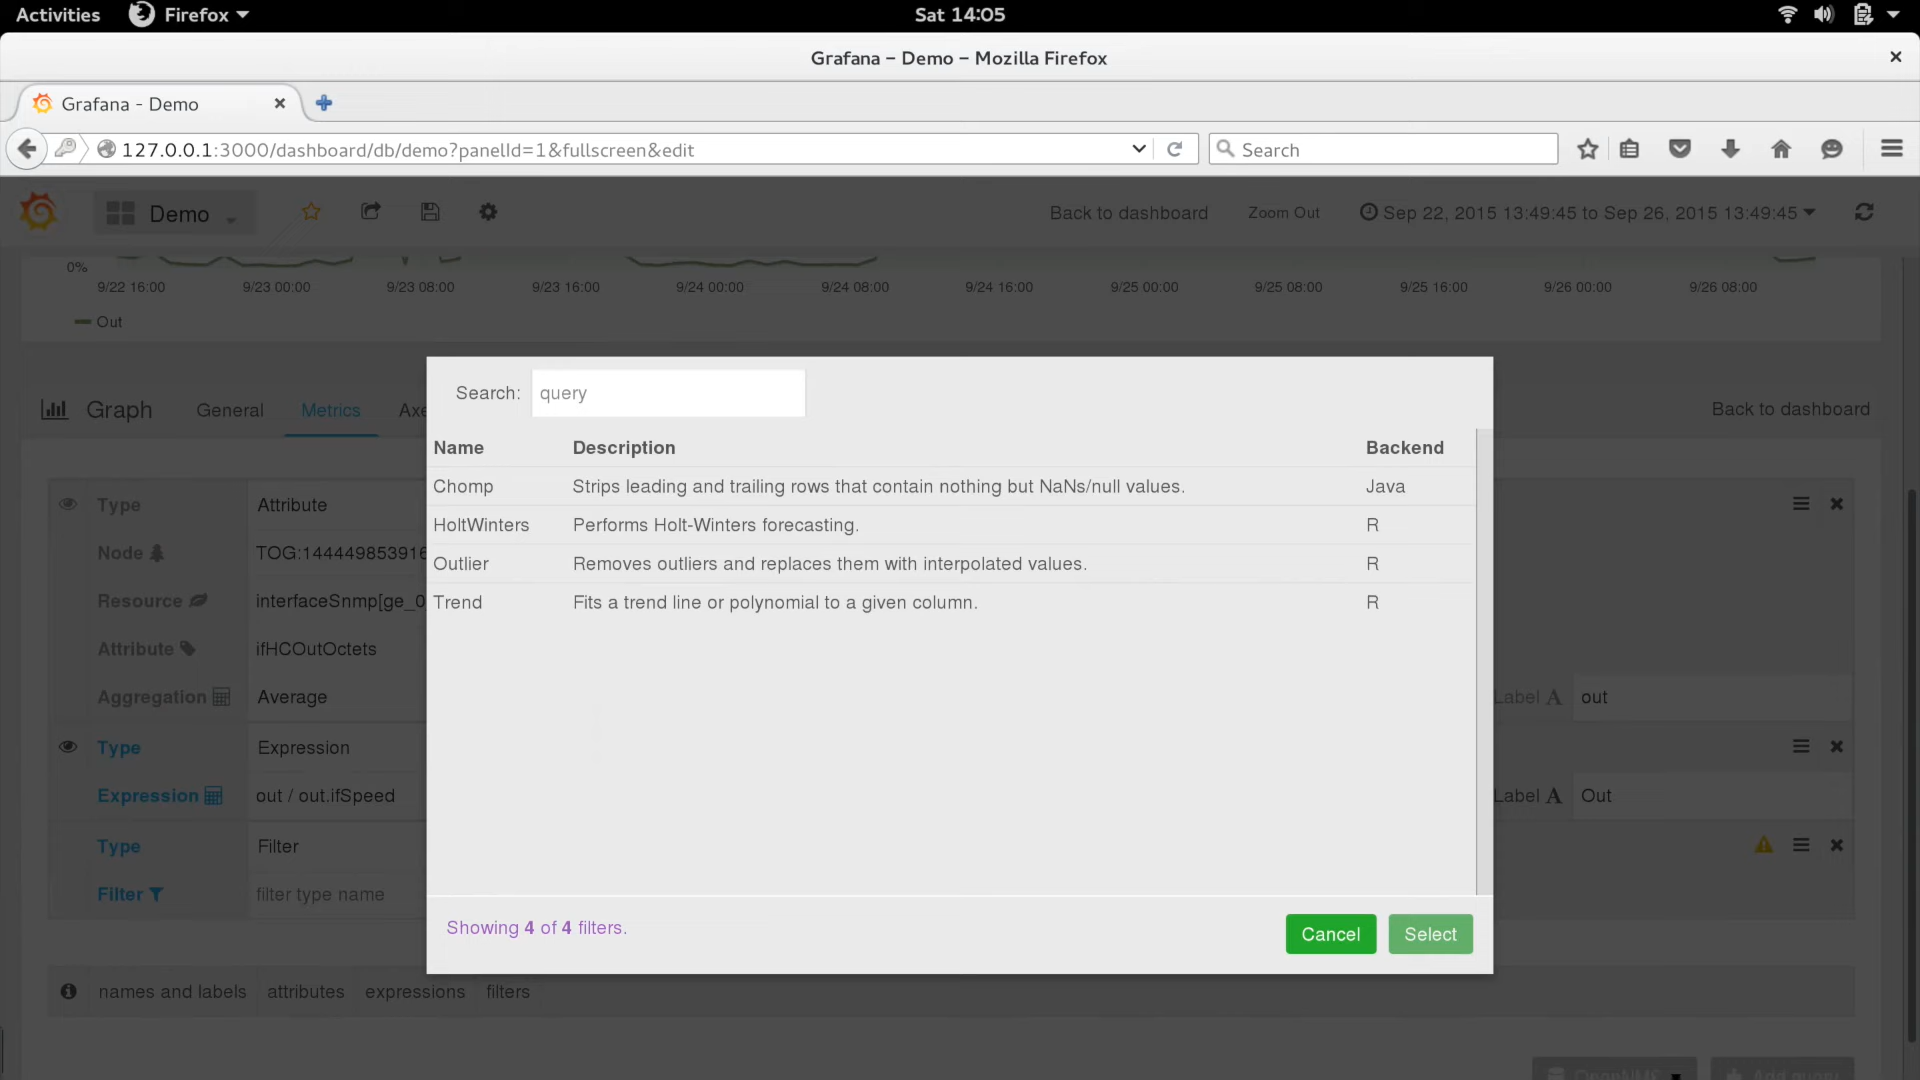 Activities Firefox Sat 14:05
Grafana – Demo – Mozilla Firefox
Grafana - Demo
127.0.0.1:3000/dashboard/db/demo?panelId=1&fullscreen&edit Search
Demo Back to dashboard Zoom Out Sep 22, 2015 13:49:45 to Sep 26, 2015 13:49:45
0%
9/22 16:00 9/23 00:00 9/23 08:00 9/23 16:00 9/24 00:00 9/24 08:00 9/24 16:00 9/25 00:00 9/25 08:00 9/25 16:00 9/26 00:00 9/26 08:00
Out
Graph General Metrics Axe Back to dashboard
Search: query
Name Description Backend
Chomp Strips leading and trailing rows that contain nothing but NaNs/null values. Java
HoltWinters Performs Holt-Winters forecasting. R
Outlier Removes outliers and replaces them with interpolated values. R
Trend Fits a trend line or polynomial to a given column. R
Showing 4 of 4 filters. Cancel Select
Type Attribute
Node TOG:144449853916
Resource interfaceSnmp[ge_0
Attribute ifHCOutOctets
Aggregation Average Label A out
Type Expression
Expression out / out.ifSpeed Label A Out
Type Filter
Filter filter type name
names and labels attributes expressions filters
OpenNMS Add query